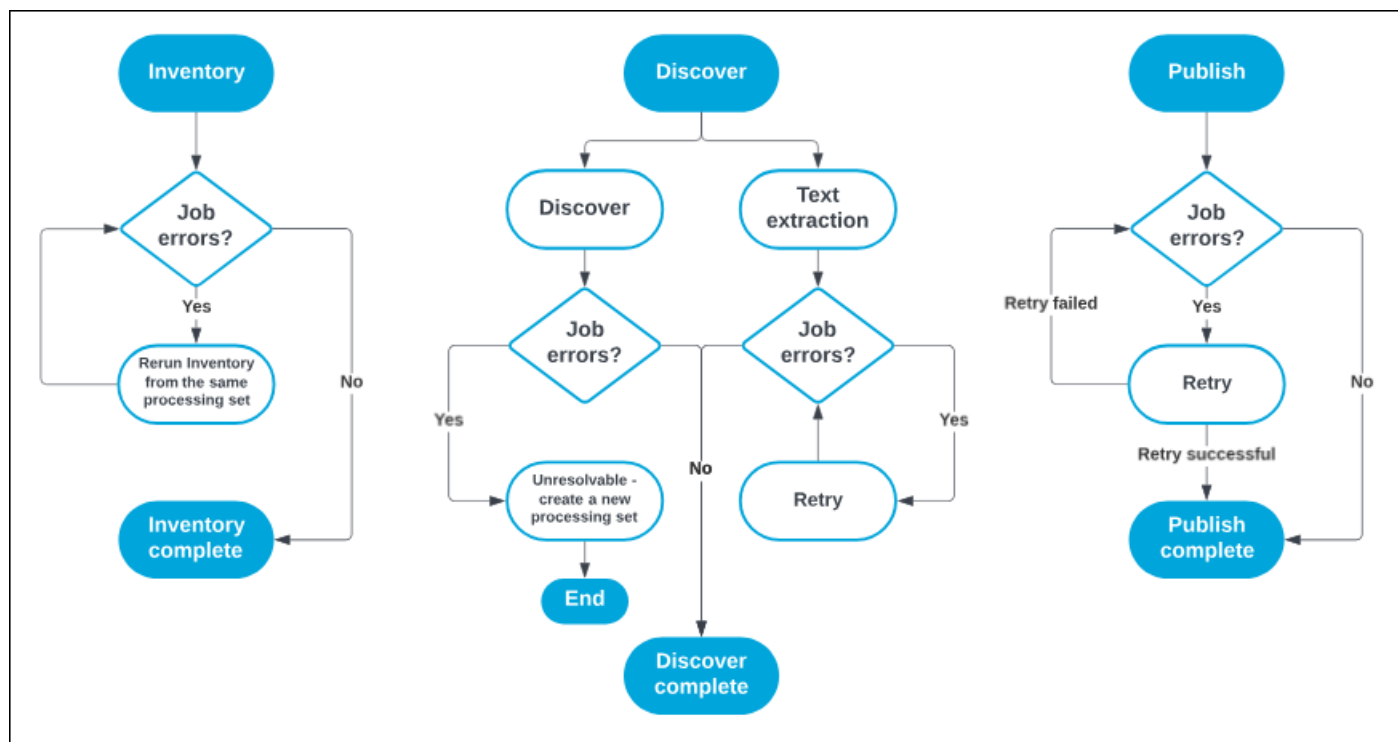 Inventory
Job
errors?
Yes
Rerun Inventory
from the same
processing set
No
Inventory
complete
Discover
Discover
Job
errors?
Yes
Unresolvable -
create a new
processing set
End
Text
extraction
Job
errors?
Yes
Retry
No
Discover
complete
Publish
Job
errors?
Retry failed
Yes
Retry
No
Retry successful
Publish
complete